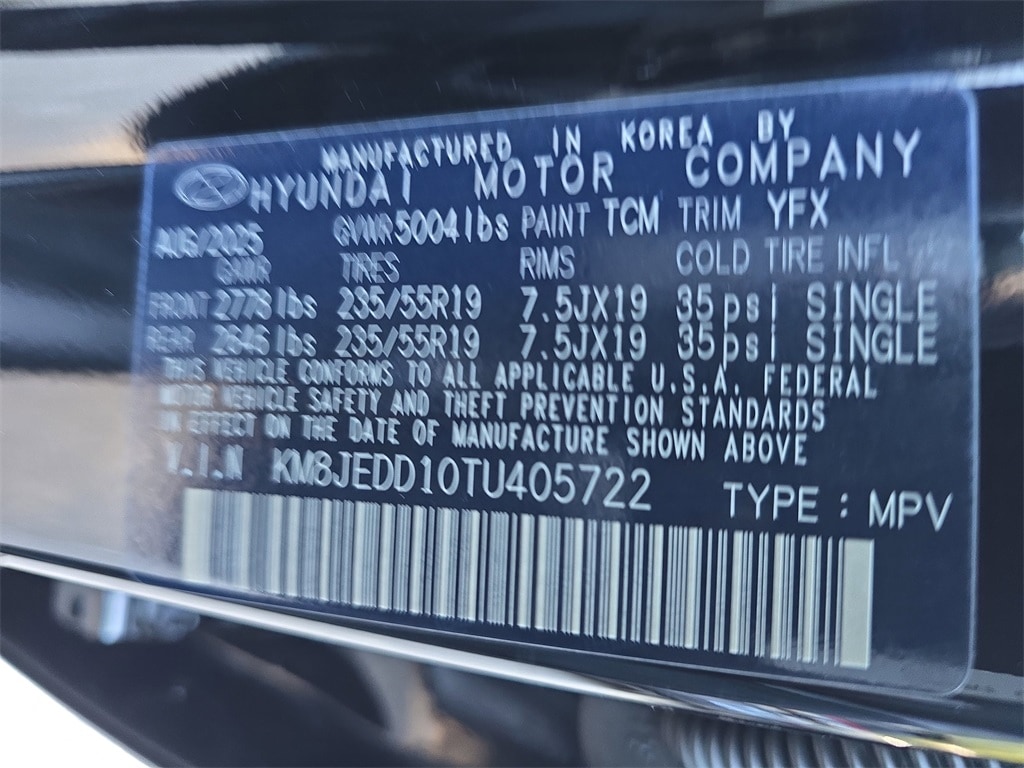 MANUFACTURED IN KOREA BY
HYUNDAI MOTOR COMPANY
AUG/2025 GVWR 5004lbs PAINT TCM TRIM YFX
GAWR TIRES RIMS COLD TIRE INFL
FRONT 2778lbs 235/55R19 7.5JX19 35psi SINGLE
REAR 2646lbs 235/55R19 7.5JX19 35psi SINGLE
THIS VEHICLE CONFORMS TO ALL APPLICABLE U.S.A. FEDERAL
MOTOR VEHICLE SAFETY AND THEFT PREVENTION STANDARDS
IN EFFECT ON THE DATE OF MANUFACTURE SHOWN ABOVE
V.I.N KM8JEDD10TU405722 TYPE : MPV